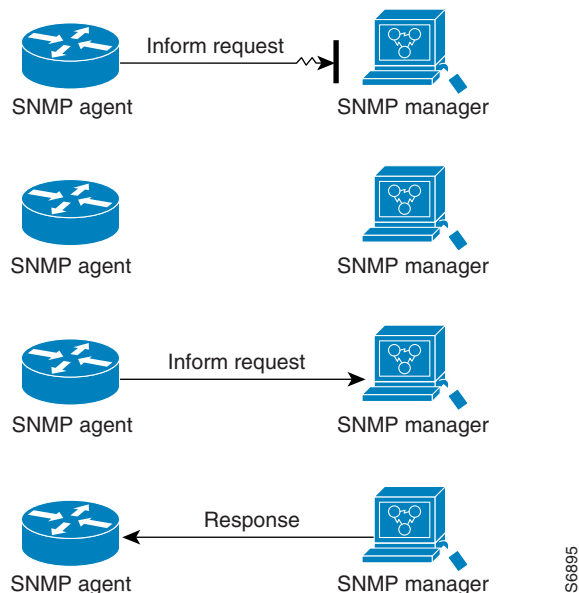 Inform request
SNMP agent SNMP manager
SNMP agent SNMP manager
Inform request
SNMP agent SNMP manager
Response
SNMP agent SNMP manager
S6895